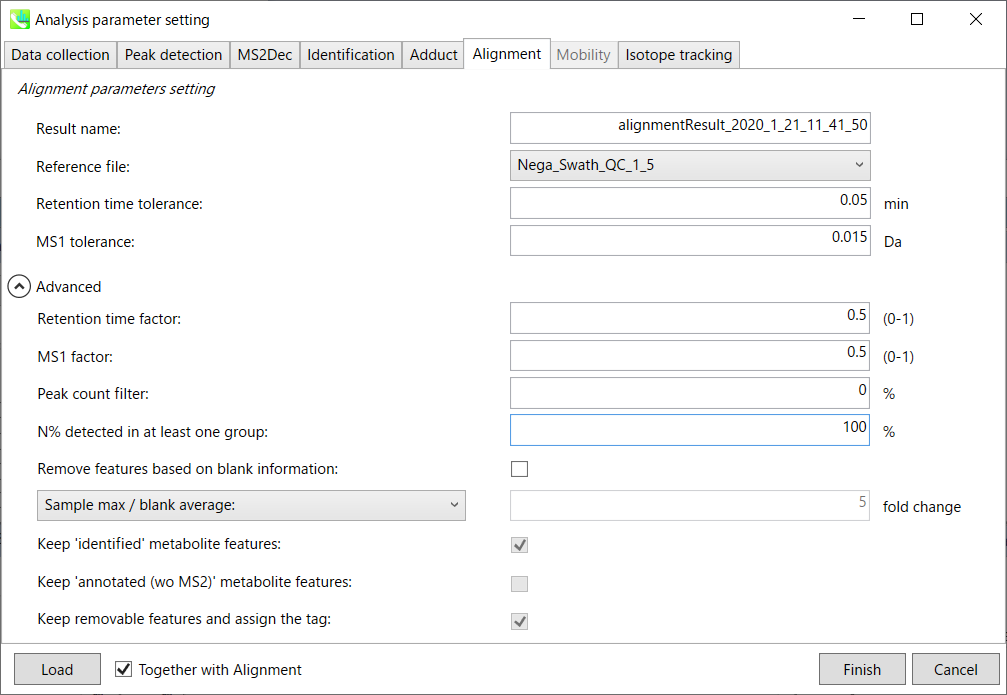 Analysis parameter setting
Data collection Peak detection MS2Dec Identification Adduct Alignment Mobility Isotope tracking
Alignment parameters setting
Result name: alignmentResult_2020_1_21_11_41_50
Reference file: Nega_Swath_QC_1_5
Retention time tolerance: 0.05 min
MS1 tolerance: 0.015 Da
Advanced
Retention time factor: 0.5 (0-1)
MS1 factor: 0.5 (0-1)
Peak count filter: 0 %
N% detected in at least one group: 100 %
Remove features based on blank information:
Sample max / blank average: 5 fold change
Keep 'identified' metabolite features:
Keep 'annotated (wo MS2)' metabolite features:
Keep removable features and assign the tag:
Load Together with Alignment Finish Cancel